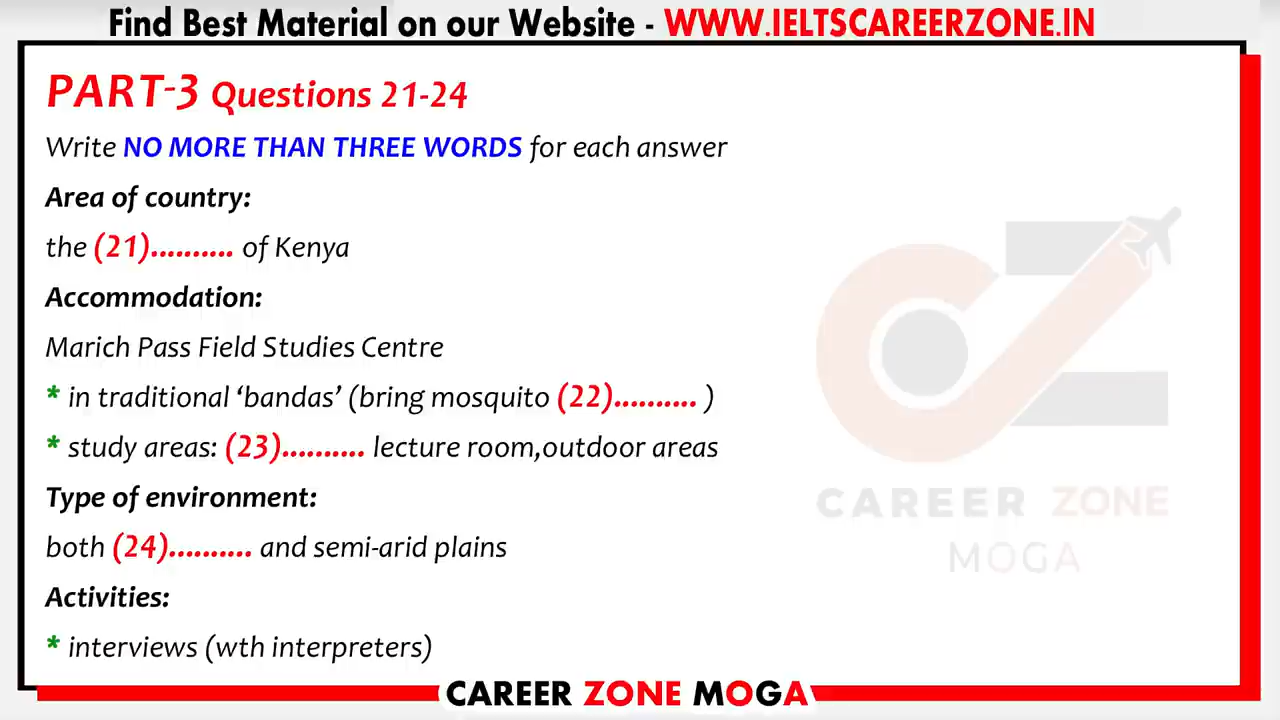 Find Best Material on our Website - WWW.IELTSCAREERZONE.IN
PART-3 Questions 21-24
Write NO MORE THAN THREE WORDS for each answer
Area of country:
the (21).......... of Kenya
Accommodation:
Marich Pass Field Studies Centre
* in traditional ‘bandas’ (bring mosquito (22).......... )
* study areas: (23).......... lecture room,outdoor areas
Type of environment:
both (24).......... and semi-arid plains
Activities:
* interviews (wth interpreters)
CAREER ZONE
MOGA
CAREER ZONE MOGA